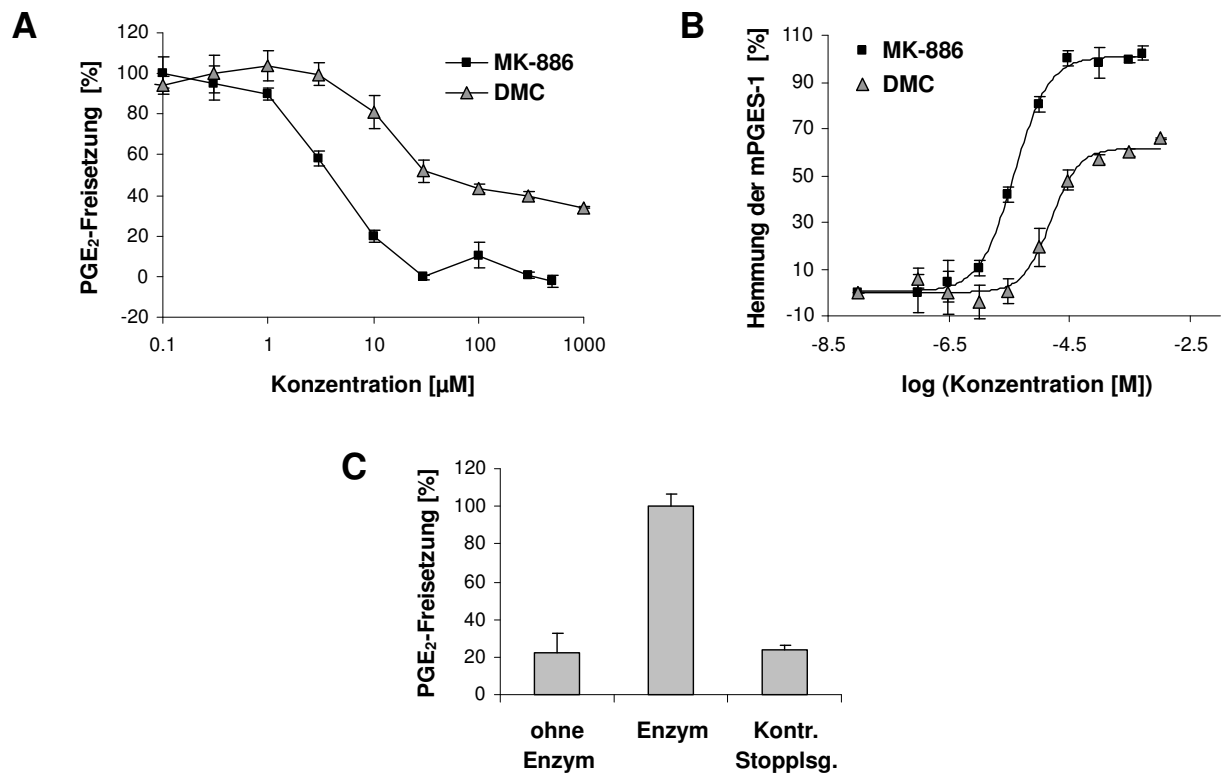 A
PGE₂-Freisetzung [%]
120
100
80
60
40
20
0
-20
0.1
1
10
100
1000
Konzentration [µM]
MK-886
DMC
B
Hemmung der mPGES-1 [%]
110
90
70
50
30
10
-10
-8.5
-6.5
-4.5
-2.5
log (Konzentration [M])
MK-886
DMC
C
PGE₂-Freisetzung [%]
120
100
80
60
40
20
0
ohne
Enzym
Enzym
Kontr.
Stopplsg.